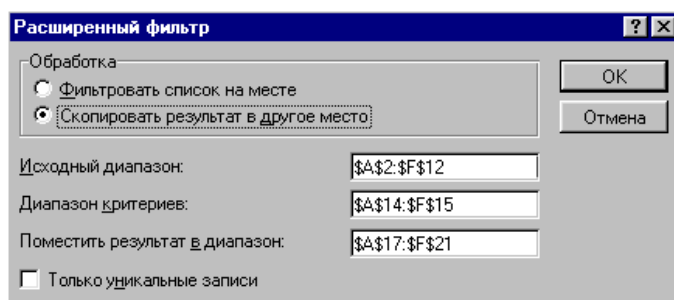 Расширенный фильтр
Обработка
Фильтровать список на месте
Скопировать результат в другое место
OK
Отмена
Исходный диапазон: $A$2:$F$12
Диапазон критериев: $A$14:$F$15
Поместить результат в диапазон: $A$17:$F$21
Только уникальные записи